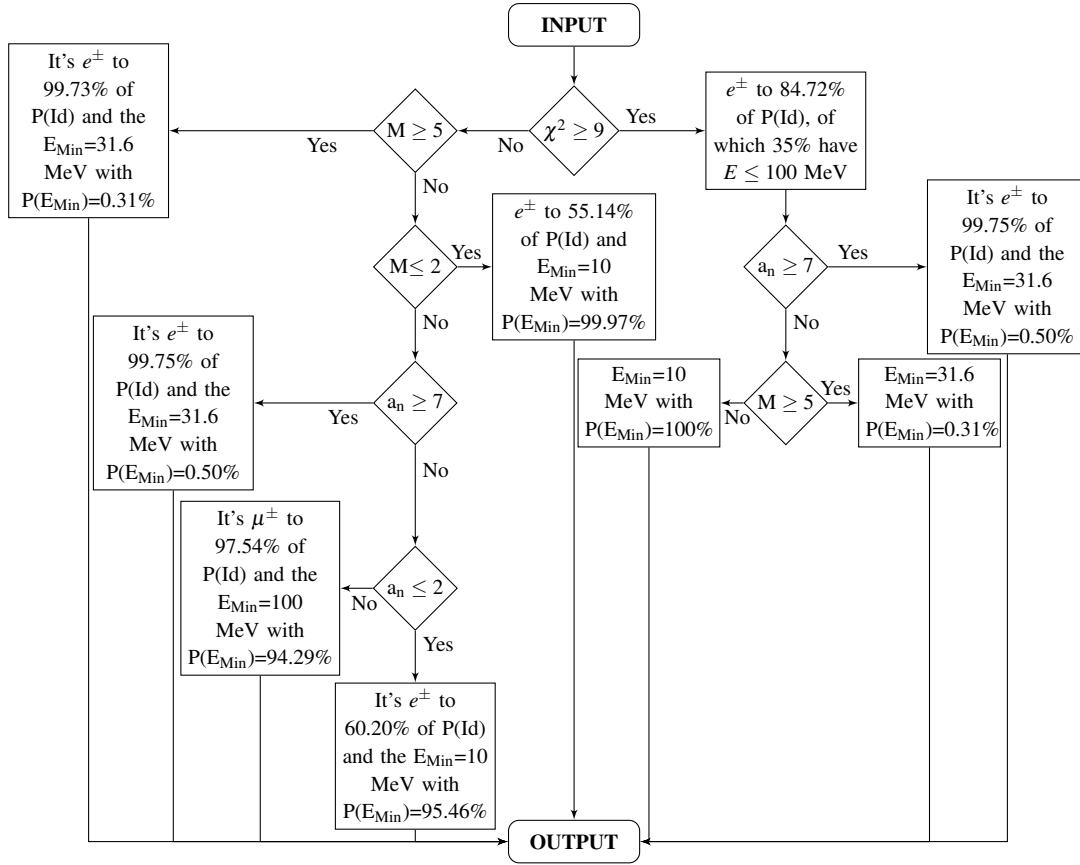 INPUT
It's e± to
99.73% of
P(Id) and the
E_Min=31.6
MeV with
P(E_Min)=0.31%
Yes
M ≥ 5
No
χ² ≥ 9
Yes
e± to 84.72%
of P(Id), of
which 35% have
E ≤ 100 MeV
No
M≤ 2
Yes
e± to 55.14%
of P(Id) and
E_Min=10
MeV with
P(E_Min)=99.97%
a_n ≥ 7
Yes
It's e± to
99.75% of
P(Id) and the
E_Min=31.6
MeV with
P(E_Min)=0.50%
No
No
It's e± to
99.75% of
P(Id) and the
E_Min=31.6
MeV with
P(E_Min)=0.50%
Yes
a_n ≥ 7
E_Min=10
MeV with
P(E_Min)=100%
No
M ≥ 5
Yes
E_Min=31.6
MeV with
P(E_Min)=0.31%
No
It's μ± to
97.54% of
P(Id) and the
E_Min=100
MeV with
P(E_Min)=94.29%
No
a_n ≤ 2
Yes
It's e± to
60.20% of P(Id)
and the E_Min=10
MeV with
P(E_Min)=95.46%
OUTPUT